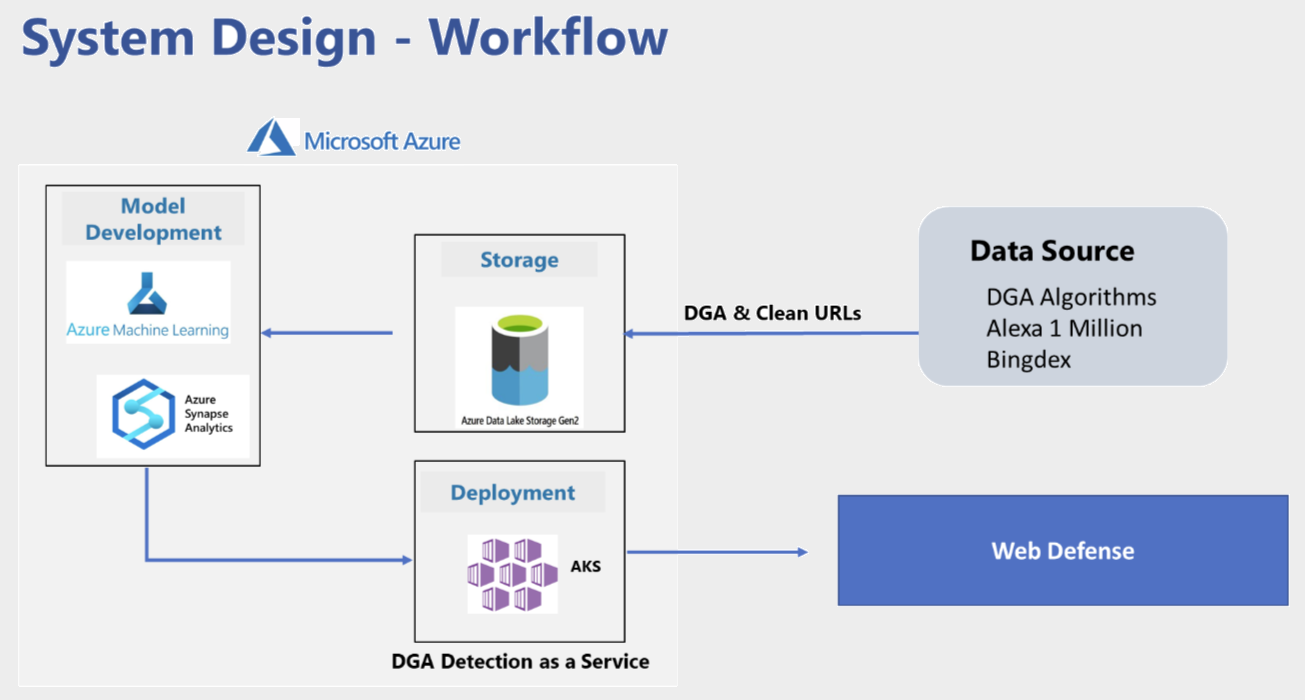 System Design - Workflow
Microsoft Azure
Model
Development
Azure Machine Learning
Azure
Synapse
Analytics
Storage
Azure Data Lake Storage Gen2
DGA & Clean URLs
Data Source
DGA Algorithms
Alexa 1 Million
Bingdex
Deployment
AKS
DGA Detection as a Service
Web Defense